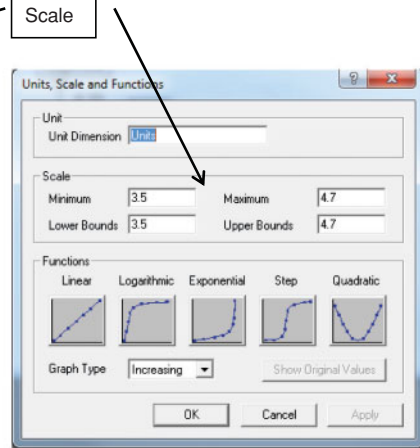 Scale
Units, Scale and Functions
Unit
Unit Dimension Units
Scale
Minimum 3.5 Maximum 4.7
Lower Bounds 3.5 Upper Bounds 4.7
Functions
Linear Logarithmic Exponential Step Quadratic
Graph Type Increasing Show Original Values
OK Cancel Apply